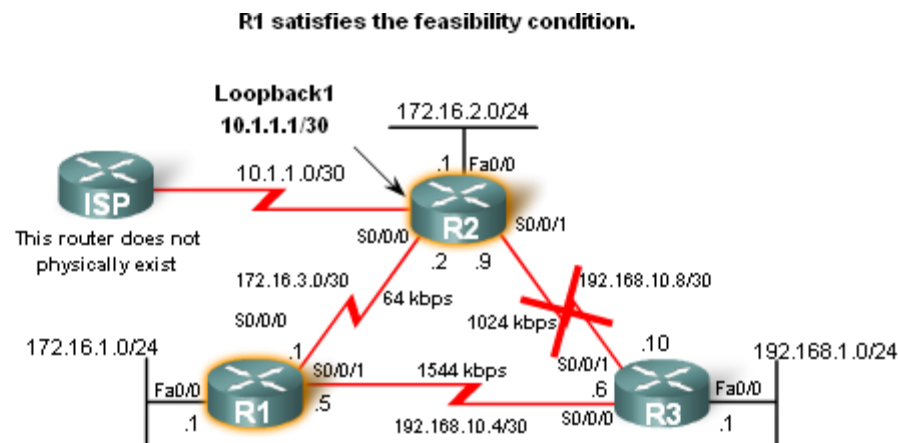 R1 satisfies the feasibility condition.
Loopback1
10.1.1.1/30
172.16.2.0/24
10.1.1.0/30
.1
Fa0/0
ISP
R2
This router does not
physically exist
S0/0/0
S0/0/1
.2
.9
172.16.3.0/30
64 kbps
192.168.10.8/30
1024 kbps
S0/0/0
172.16.1.0/24
.1
S0/0/1
1544 kbps
S0/0/1
.10
192.168.1.0/24
Fa0/0
.1
R1
.5
192.168.10.4/30
.6
S0/0/0
R3
Fa0/0
.1